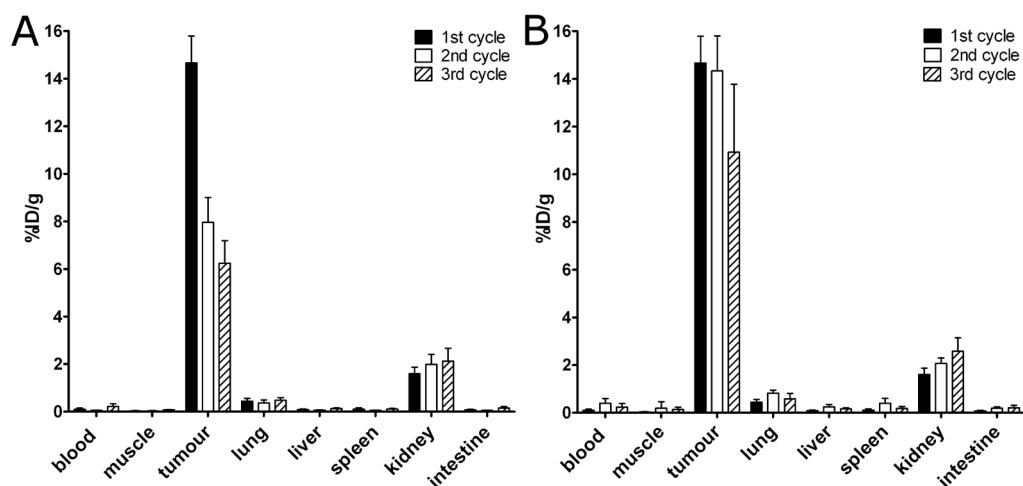 A
%ID/g
16
14
12
10
8
6
4
2
0
1st cycle
2nd cycle
3rd cycle
blood
muscle
tumour
lung
liver
spleen
kidney
intestine
B
%ID/g
16
14
12
10
8
6
4
2
0
1st cycle
2nd cycle
3rd cycle
blood
muscle
tumour
lung
liver
spleen
kidney
intestine